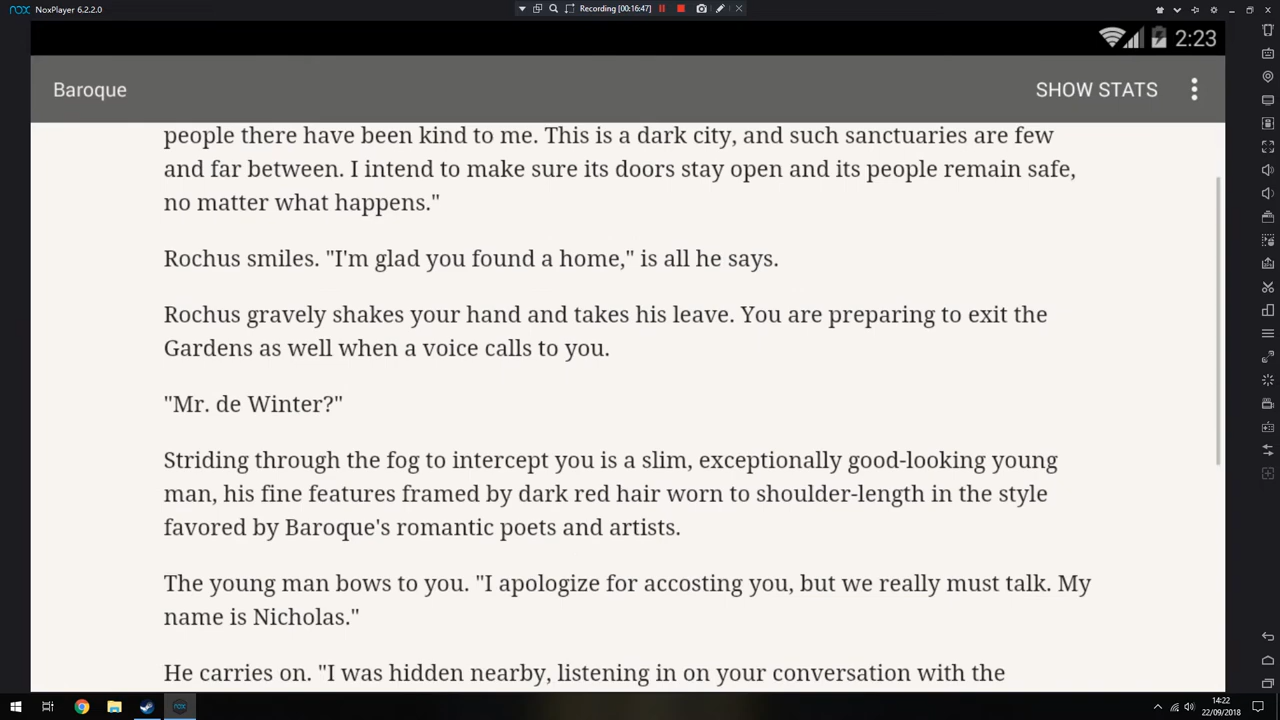 NoxPlayer 6.2.2.0
Recording [00:16:47]
2:23
Baroque
SHOW STATS
people there have been kind to me. This is a dark city, and such sanctuaries are few
and far between. I intend to make sure its doors stay open and its people remain safe,
no matter what happens."
Rochus smiles. "I'm glad you found a home," is all he says.
Rochus gravely shakes your hand and takes his leave. You are preparing to exit the
Gardens as well when a voice calls to you.
"Mr. de Winter?"
Striding through the fog to intercept you is a slim, exceptionally good-looking young
man, his fine features framed by dark red hair worn to shoulder-length in the style
favored by Baroque's romantic poets and artists.
The young man bows to you. "I apologize for accosting you, but we really must talk. My
name is Nicholas."
He carries on. "I was hidden nearby, listening in on your conversation with the
nox
14:22
22/09/2018